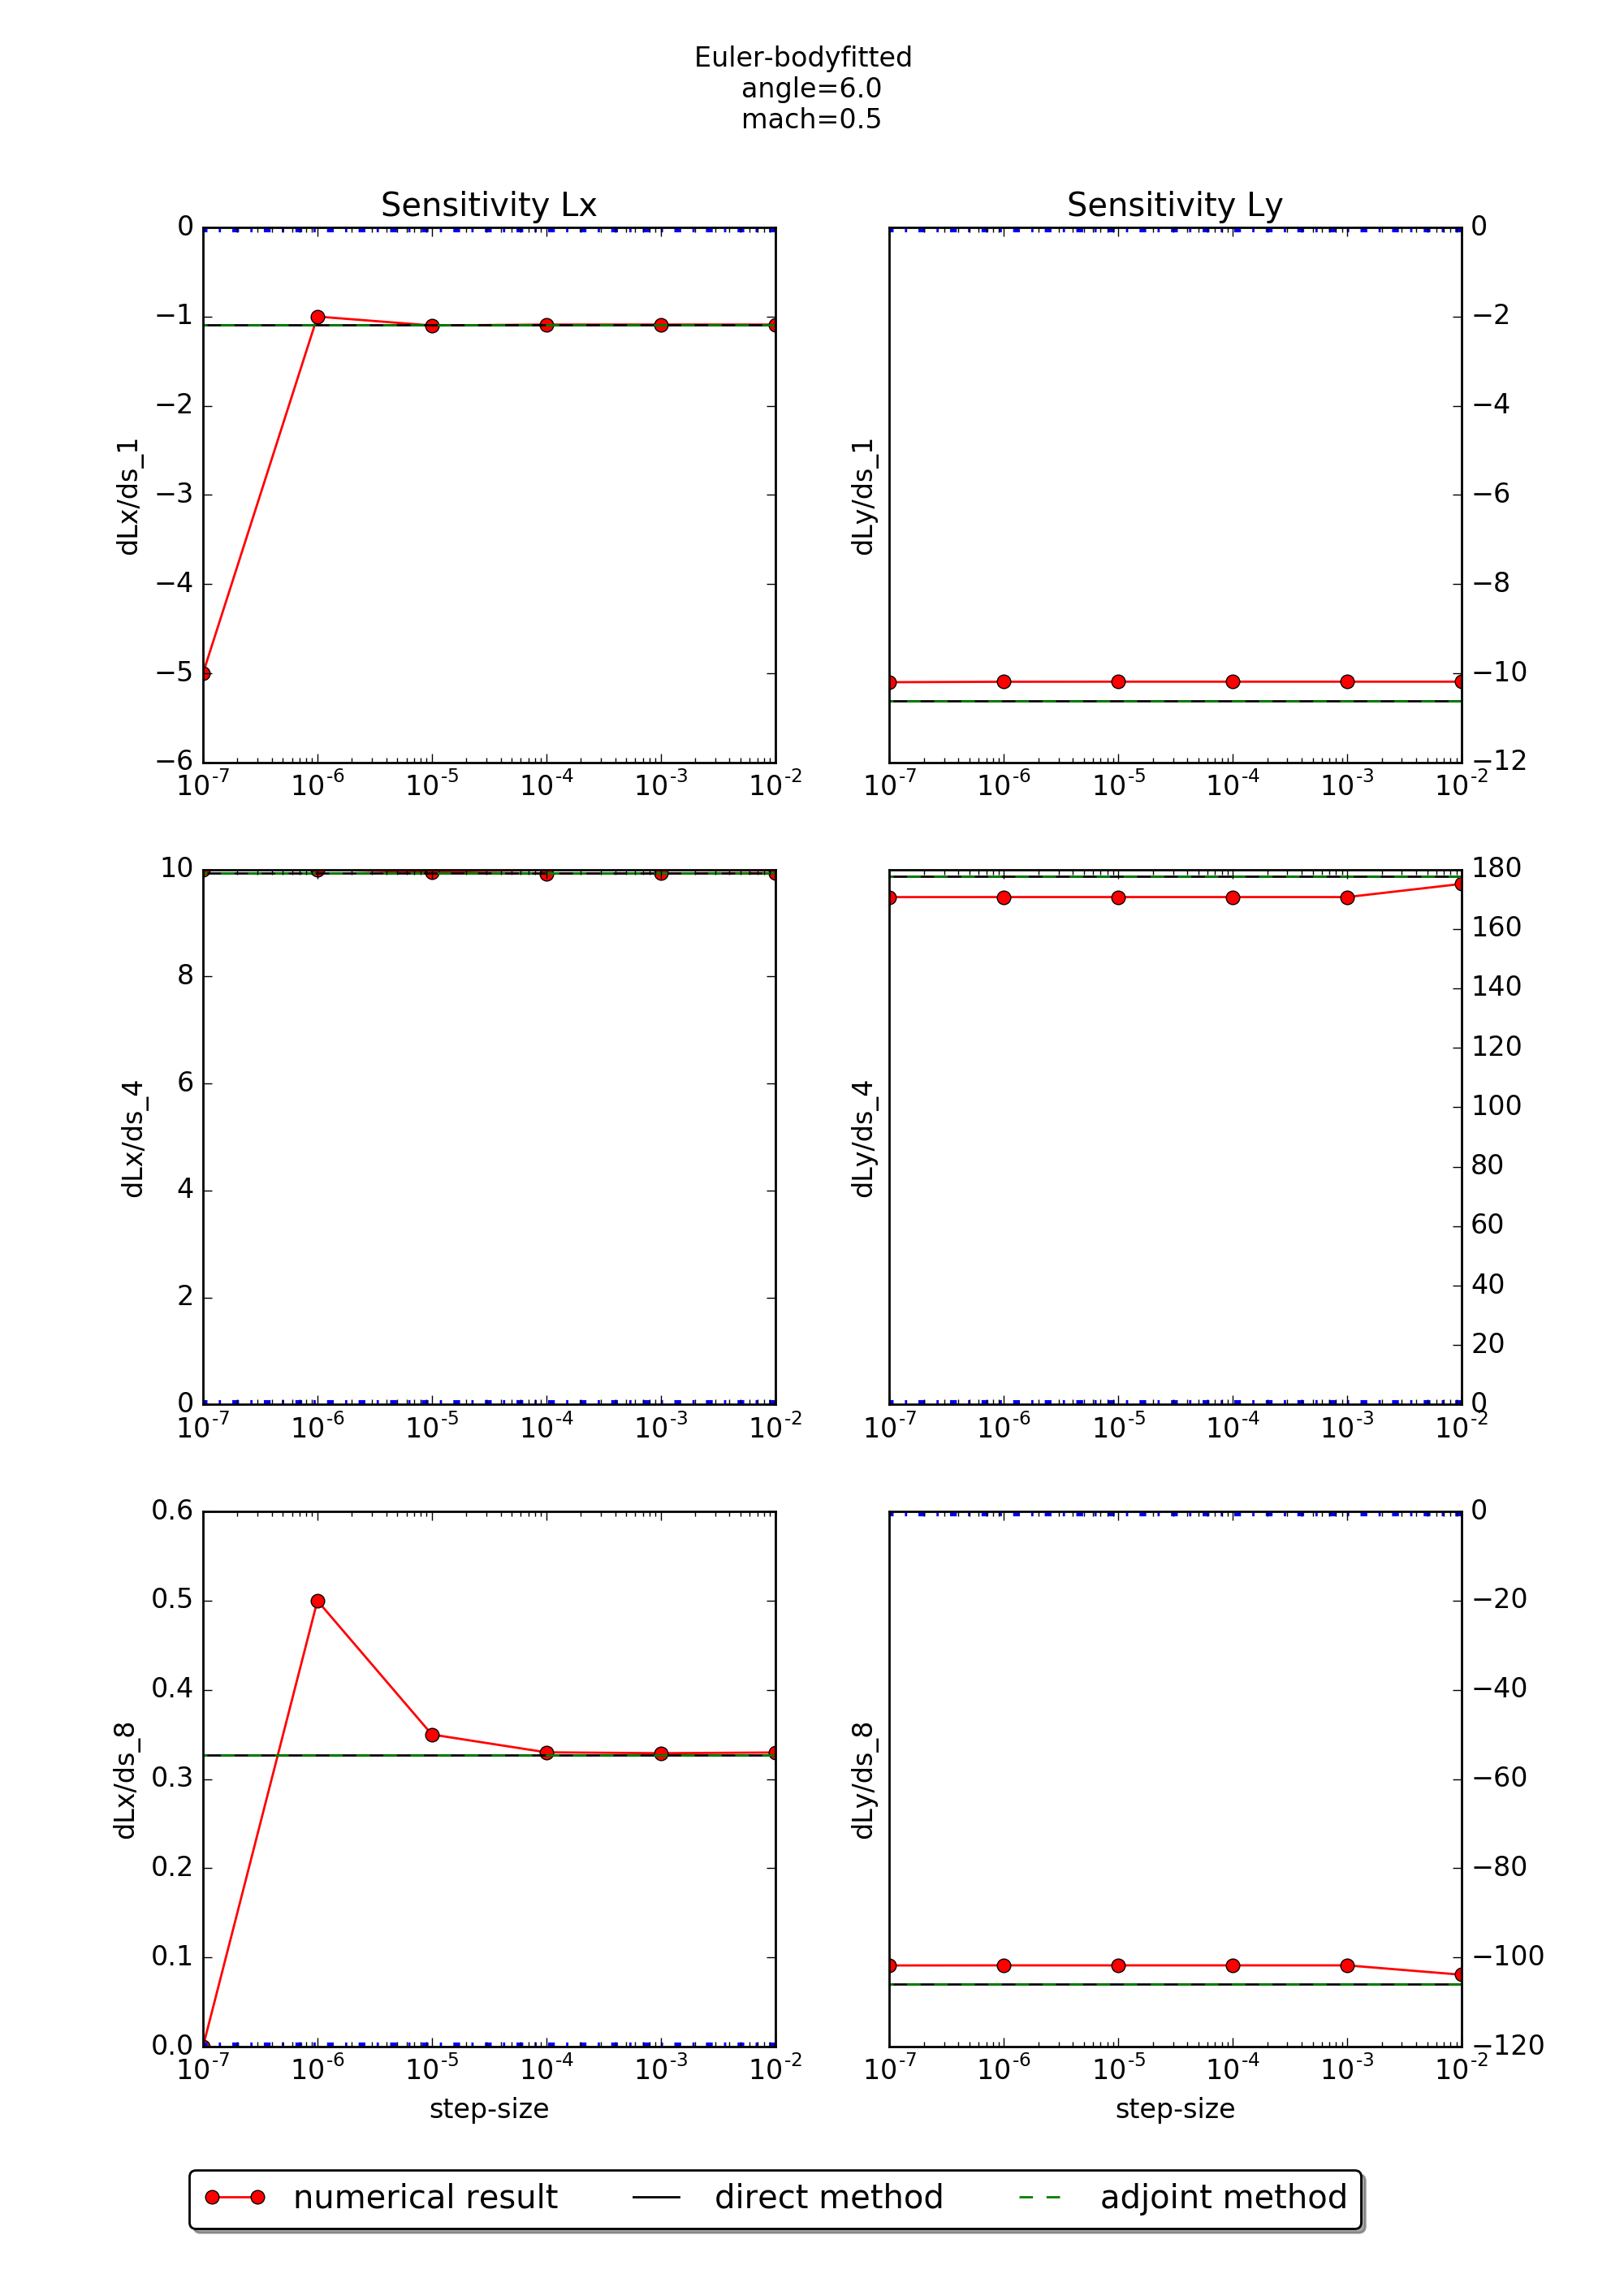 Euler-bodyfitted
angle=6.0
mach=0.5
Sensitivity Lx
Sensitivity Ly
0
−1
−2
−3
−4
−5
−6
dLx/ds_1
10-7 10-6 10-5 10-4 10-3 10-2
dLy/ds_1
0
−2
−4
−6
−8
−10
−12
10-7 10-6 10-5 10-4 10-3 10-2
10
8
6
4
2
0
dLx/ds_4
10-7 10-6 10-5 10-4 10-3 10-2
dLy/ds_4
180
160
140
120
100
80
60
40
20
0
10-7 10-6 10-5 10-4 10-3 10-2
0.6
0.5
0.4
0.3
0.2
0.1
0.0
dLx/ds_8
10-7 10-6 10-5 10-4 10-3 10-2
step-size
dLy/ds_8
0
−20
−40
−60
−80
−100
−120
10-7 10-6 10-5 10-4 10-3 10-2
step-size
numerical result direct method adjoint method